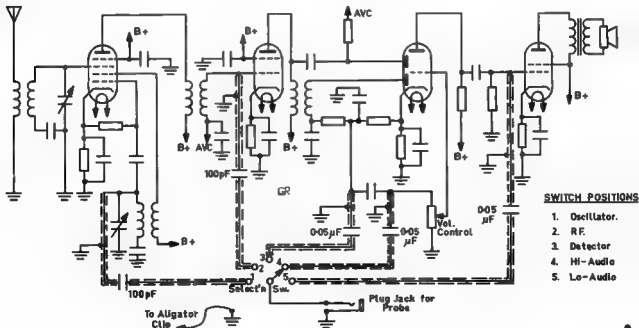 B+
B+
AVC
B+
AVC
B+
B+
B+
100pF
GR
B+
0·05µF
0·05
µF
Vol.
Control
0·05
µF
SWITCH POSITIONS
1. Oscillator.
2. R.F.
3. Detector
4. Hi-Audio
5. Lo-Audio
3
2
4
1
5
Select'n Sw.
100pF
To Aligator
Clip
Plug Jack for
Probe